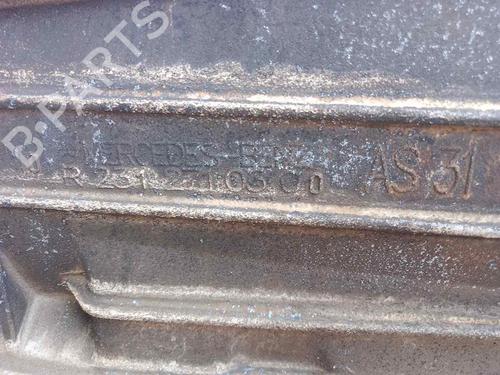 B-PARTS
MERCEDES-BENZ
R 231 271 03 00
AS 31